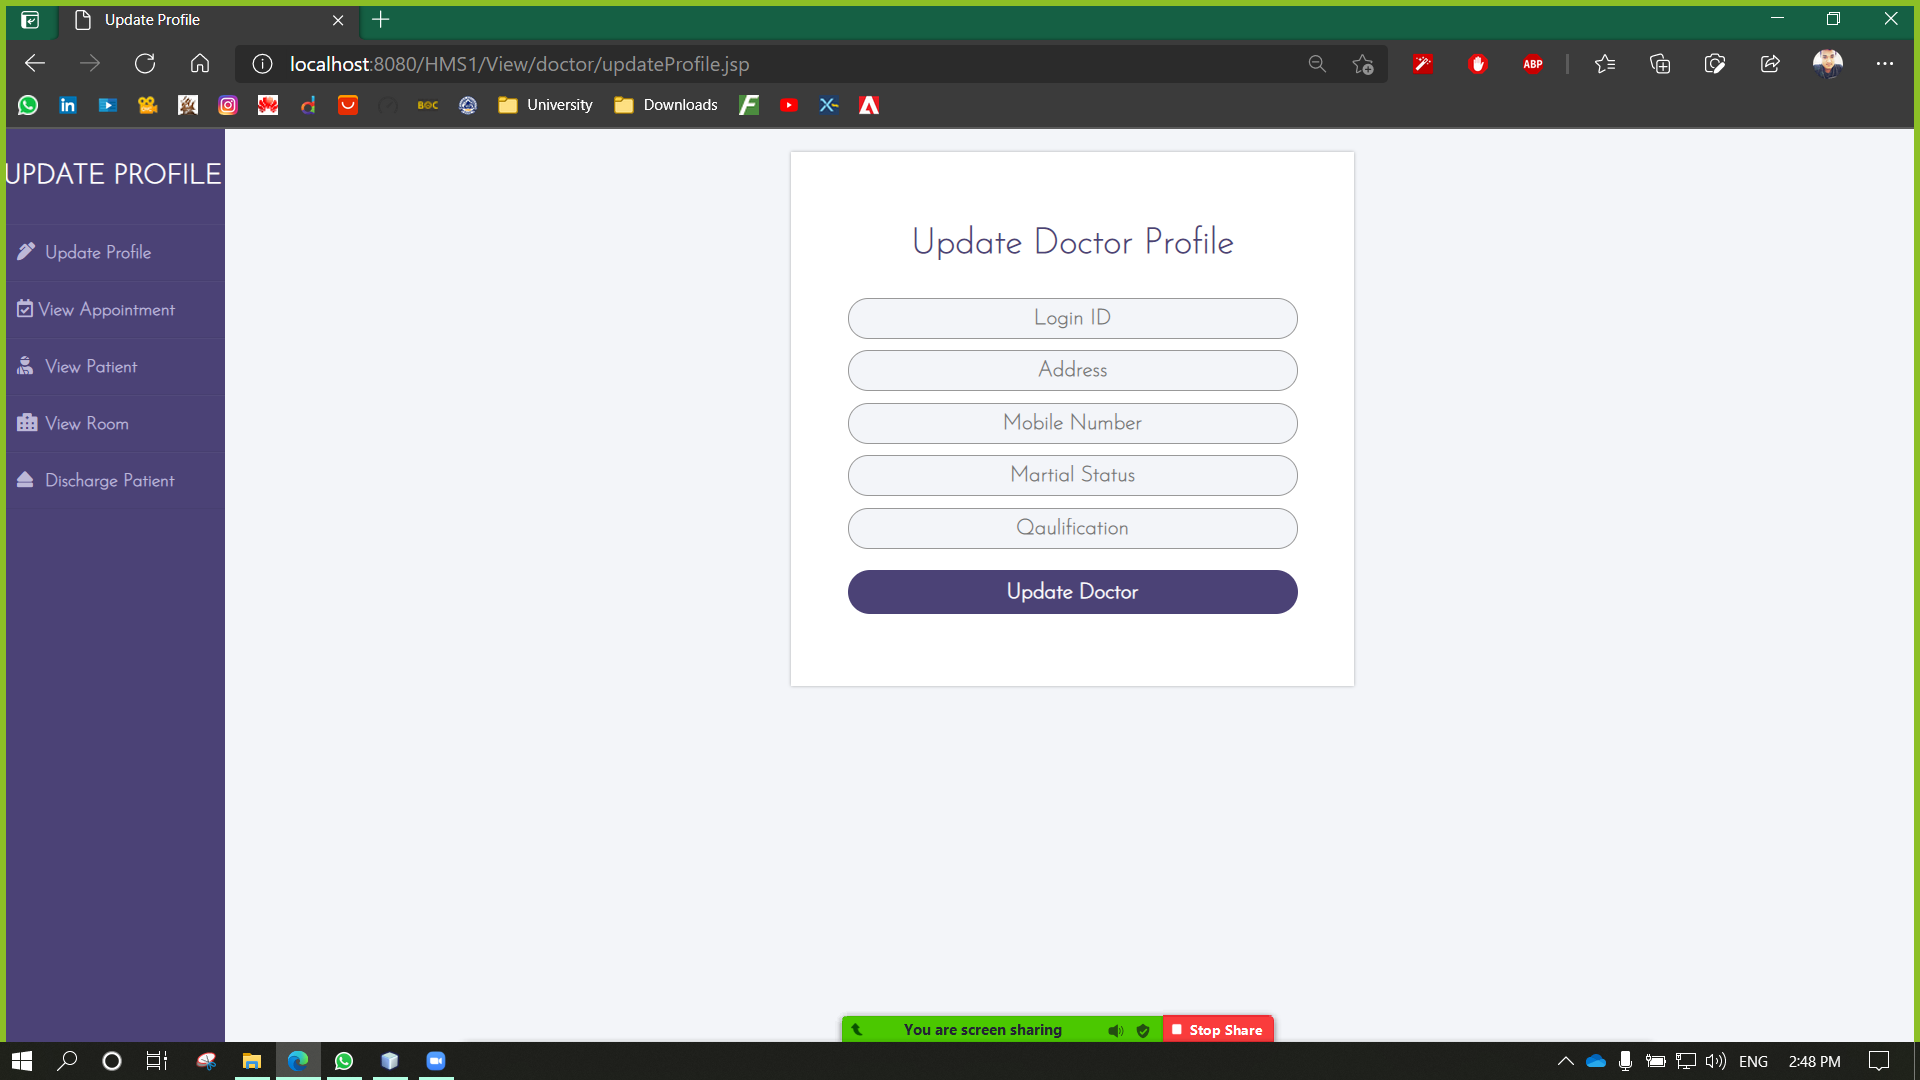 Update Profile
localhost:8080/HMS1/View/doctor/updateProfile.jsp
ABP
BOC
University
Downloads
UPDATE PROFILE
Update Profile
View Appointment
View Patient
View Room
Discharge Patient
Update Doctor Profile
Login ID
Address
Mobile Number
Martial Status
Qaulification
Update Doctor
You are screen sharing
Stop Share
ENG
2:48 PM